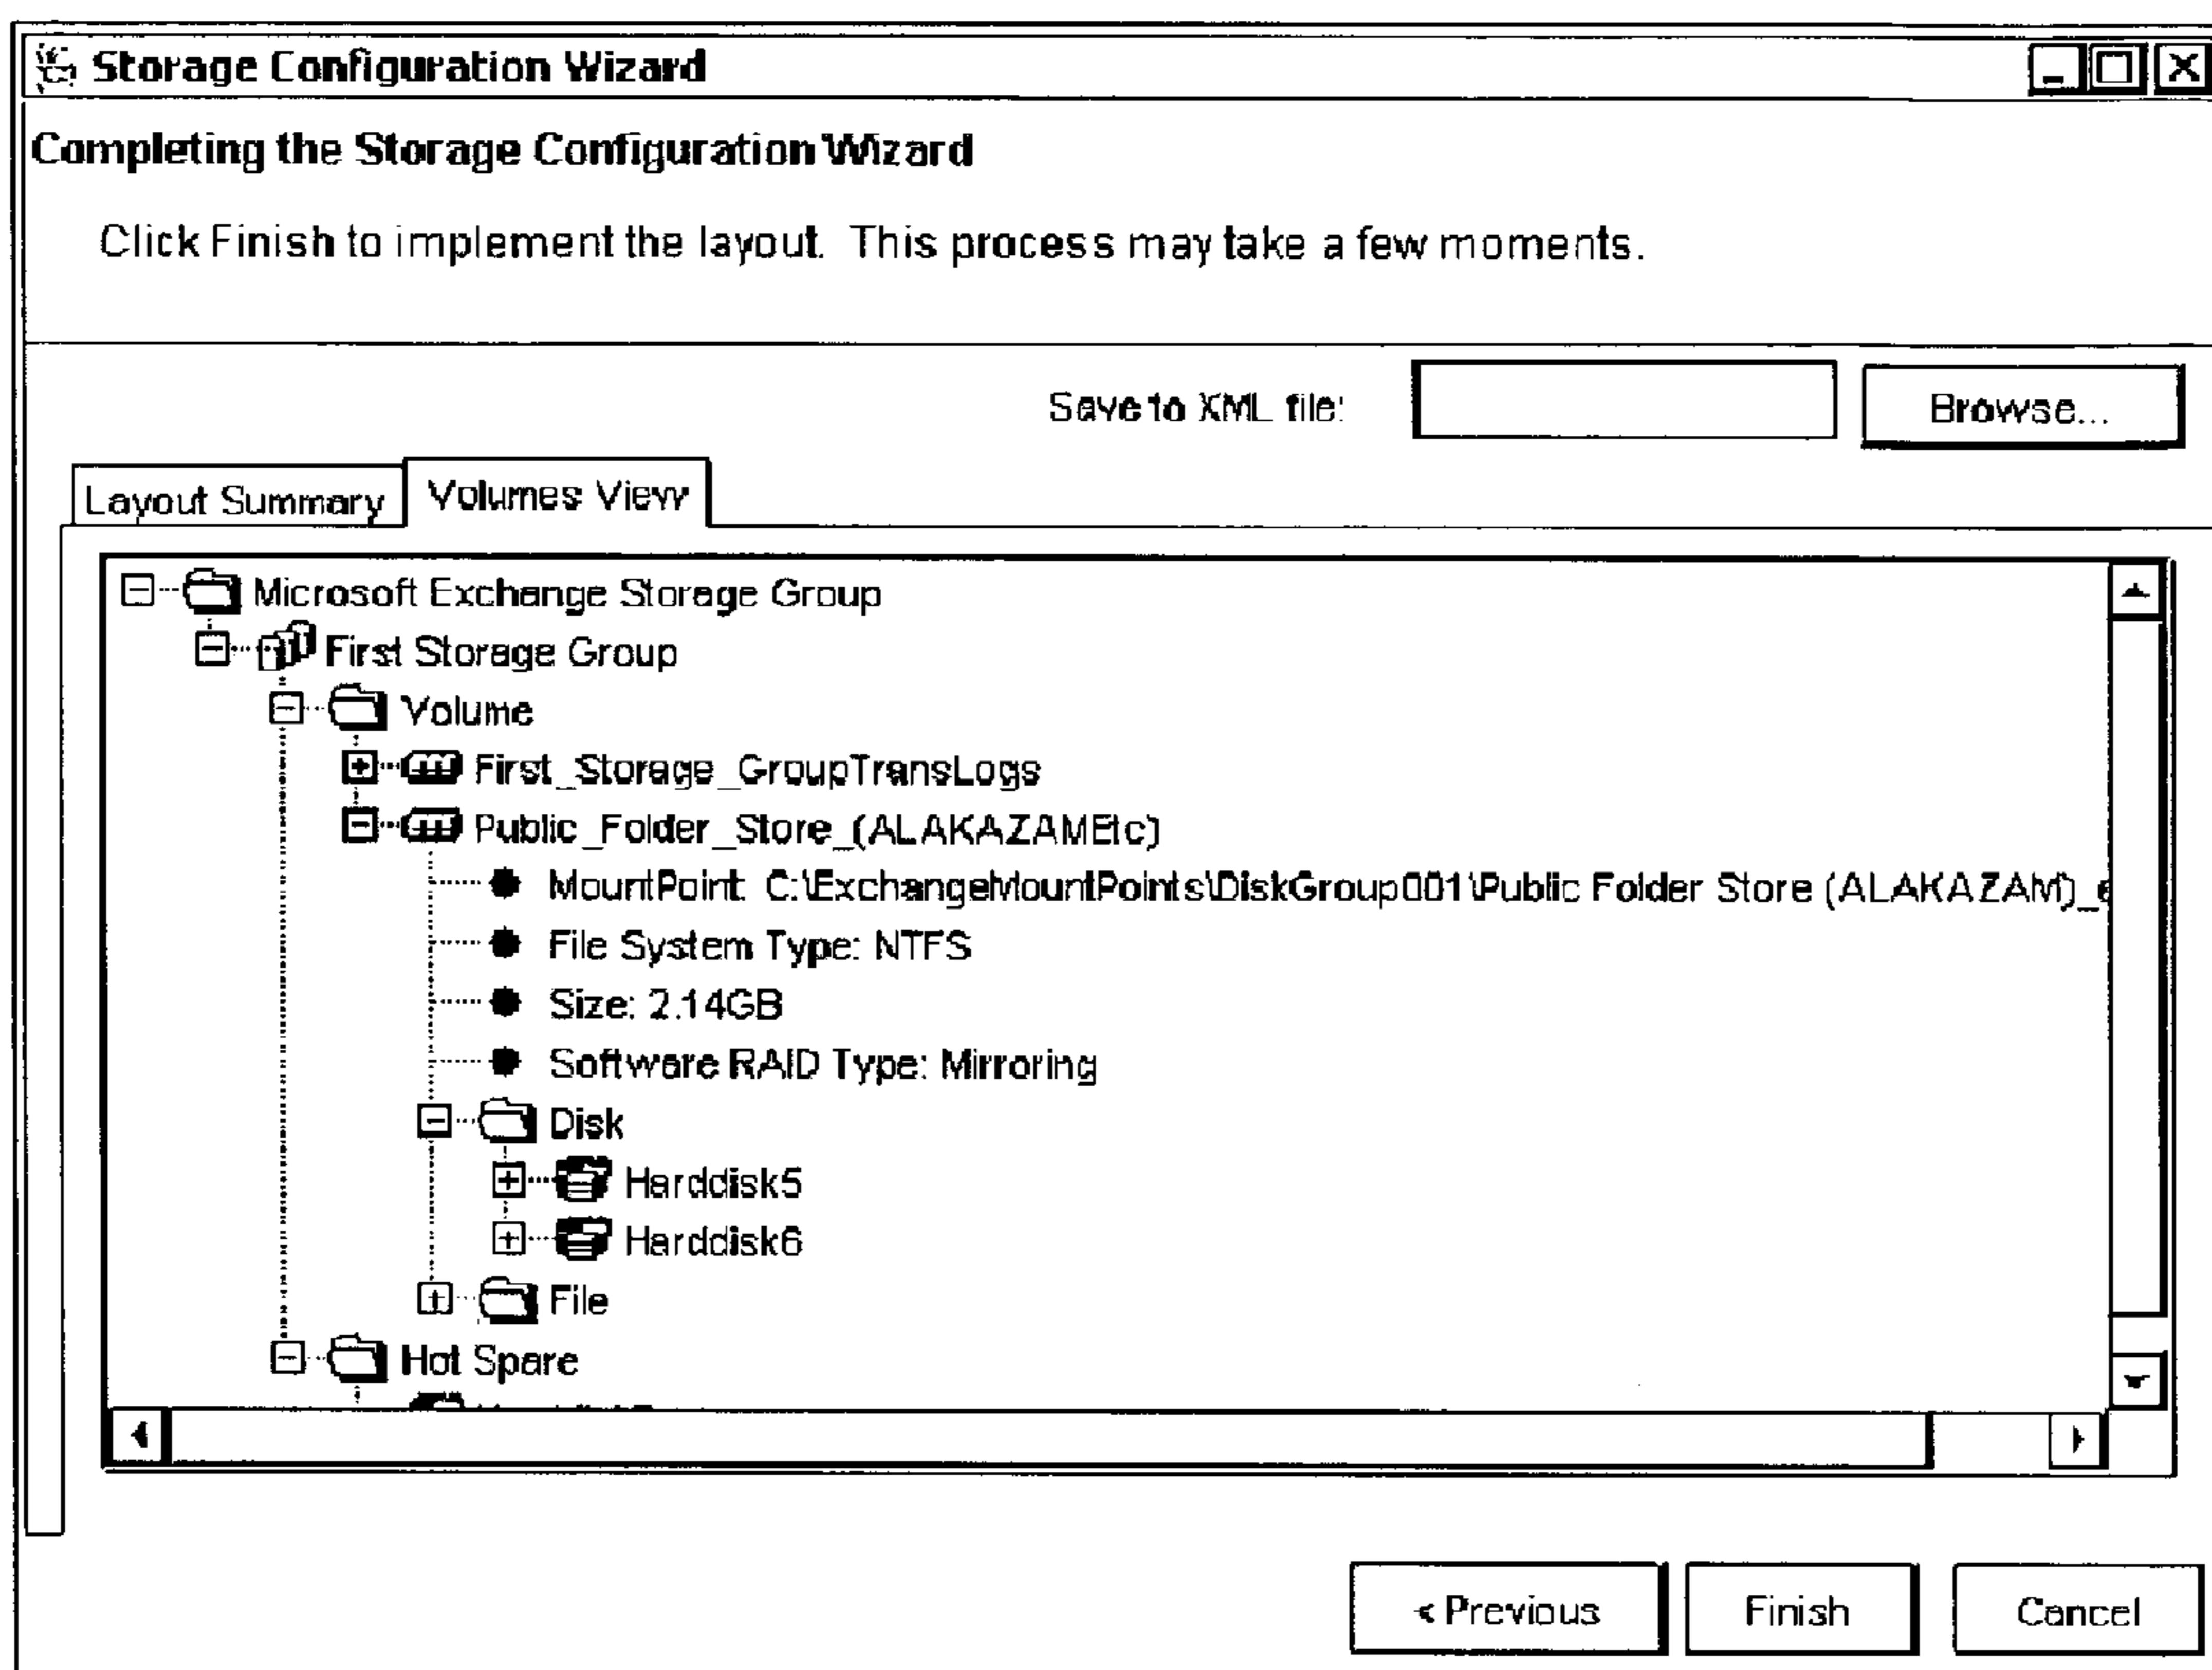 Storage Configuration Wizard
Completing the Storage Configuration Wizard
Click Finish to implement the layout. This process may take a few moments.
Save to XML file:
Browse...
Layout Summary
Volumes View
Microsoft Exchange Storage Group
First Storage Group
Volume
First_Storage_GroupTransLogs
Public_Folder_Store_(ALAKAZAMEtc)
MountPoint: C:\ExchangeMountPoints\DiskGroup001\Public Folder Store (ALAKAZAM)_e
File System Type: NTFS
Size: 2.14GB
Software RAID Type: Mirroring
Disk
Harddisk5
Harddisk6
File
Hot Spare
< Previous
Finish
Cancel